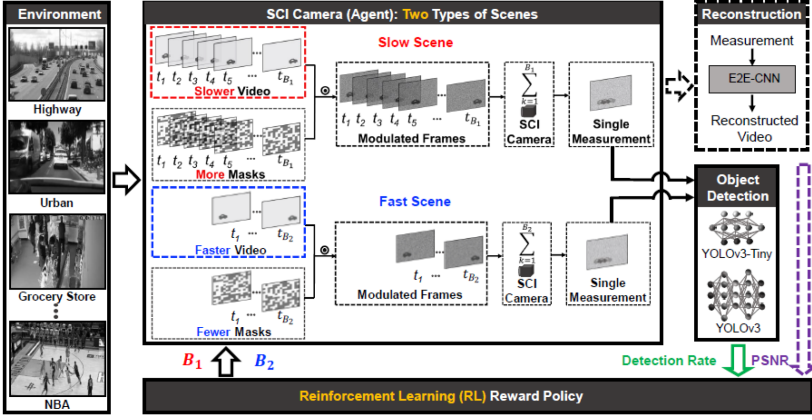 Environment
Highway
Urban
Grocery Store
NBA
SCI Camera (Agent): Two Types of Scenes
Slow Scene
t1 t2 t3 t4 t5 ... tB1
Slower Video
t1 t2 t3 t4 t5 ... tB1
More Masks
t1 t2 t3 t4 t5 ... tB1
Modulated Frames
B1
∑
k=1
SCI
Camera
Single
Measurement
Fast Scene
t1 ... tB2
Faster Video
t1 ... tB2
Fewer Masks
t1 ... tB2
Modulated Frames
B2
∑
k=1
SCI
Camera
Single
Measurement
Reconstruction
Measurement
E2E-CNN
Reconstructed
Video
Object
Detection
YOLOv3-Tiny
YOLOv3
B1 B2
Detection Rate
PSNR
Reinforcement Learning (RL) Reward Policy